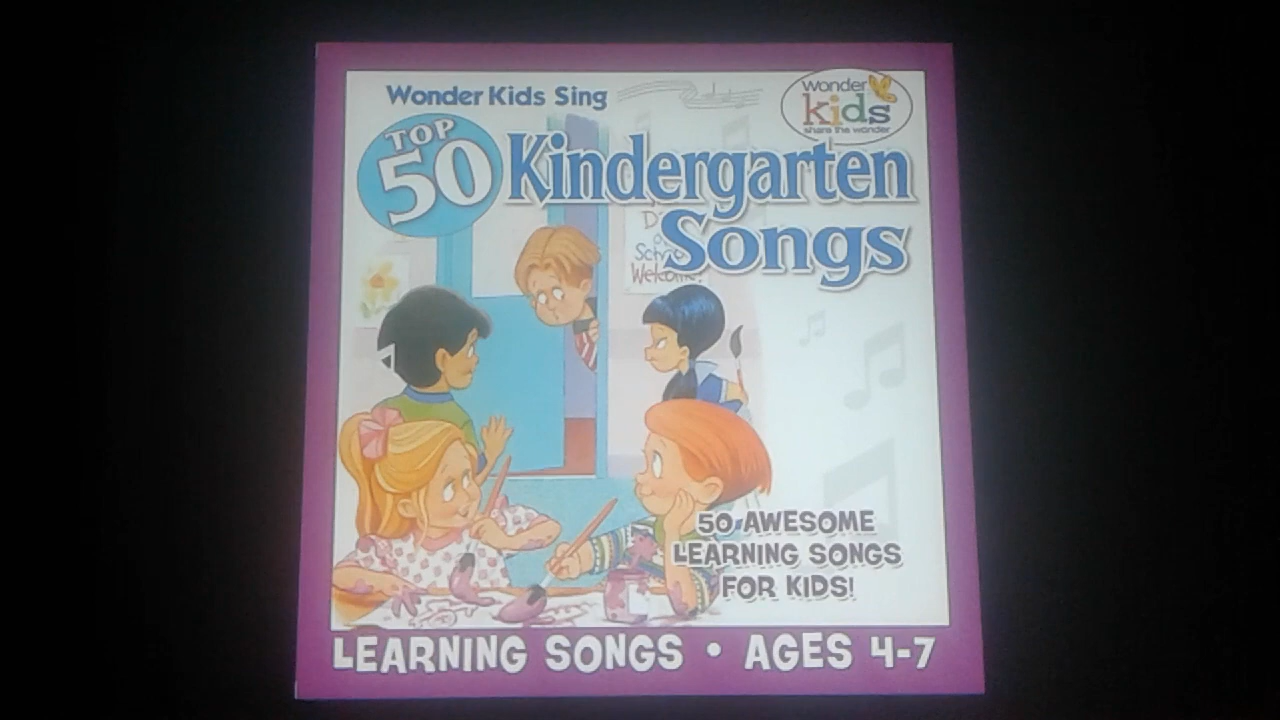 Wonder Kids Sing
wonder
kids
share the wonder
TOP
50
Kindergarten
Songs
Welcome!
50 AWESOME
LEARNING SONGS
FOR KIDS!
LEARNING SONGS • AGES 4-7